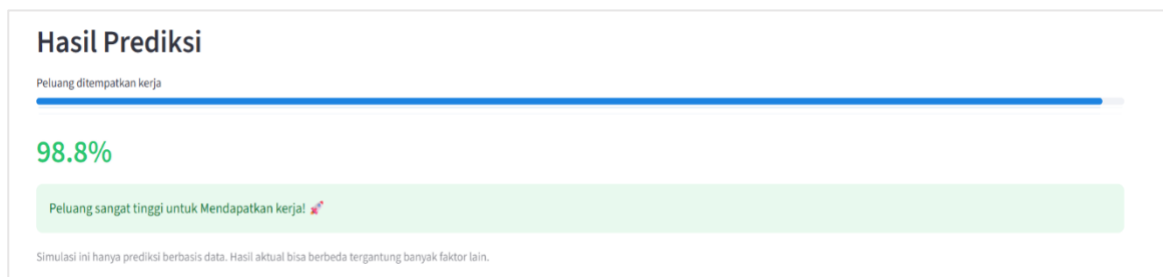 Hasil Prediksi
Peluang ditempatkan kerja
98.8%
Peluang sangat tinggi untuk Mendapatkan kerja! 🚀
Simulasi ini hanya prediksi berbasis data. Hasil aktual bisa berbeda tergantung banyak faktor lain.